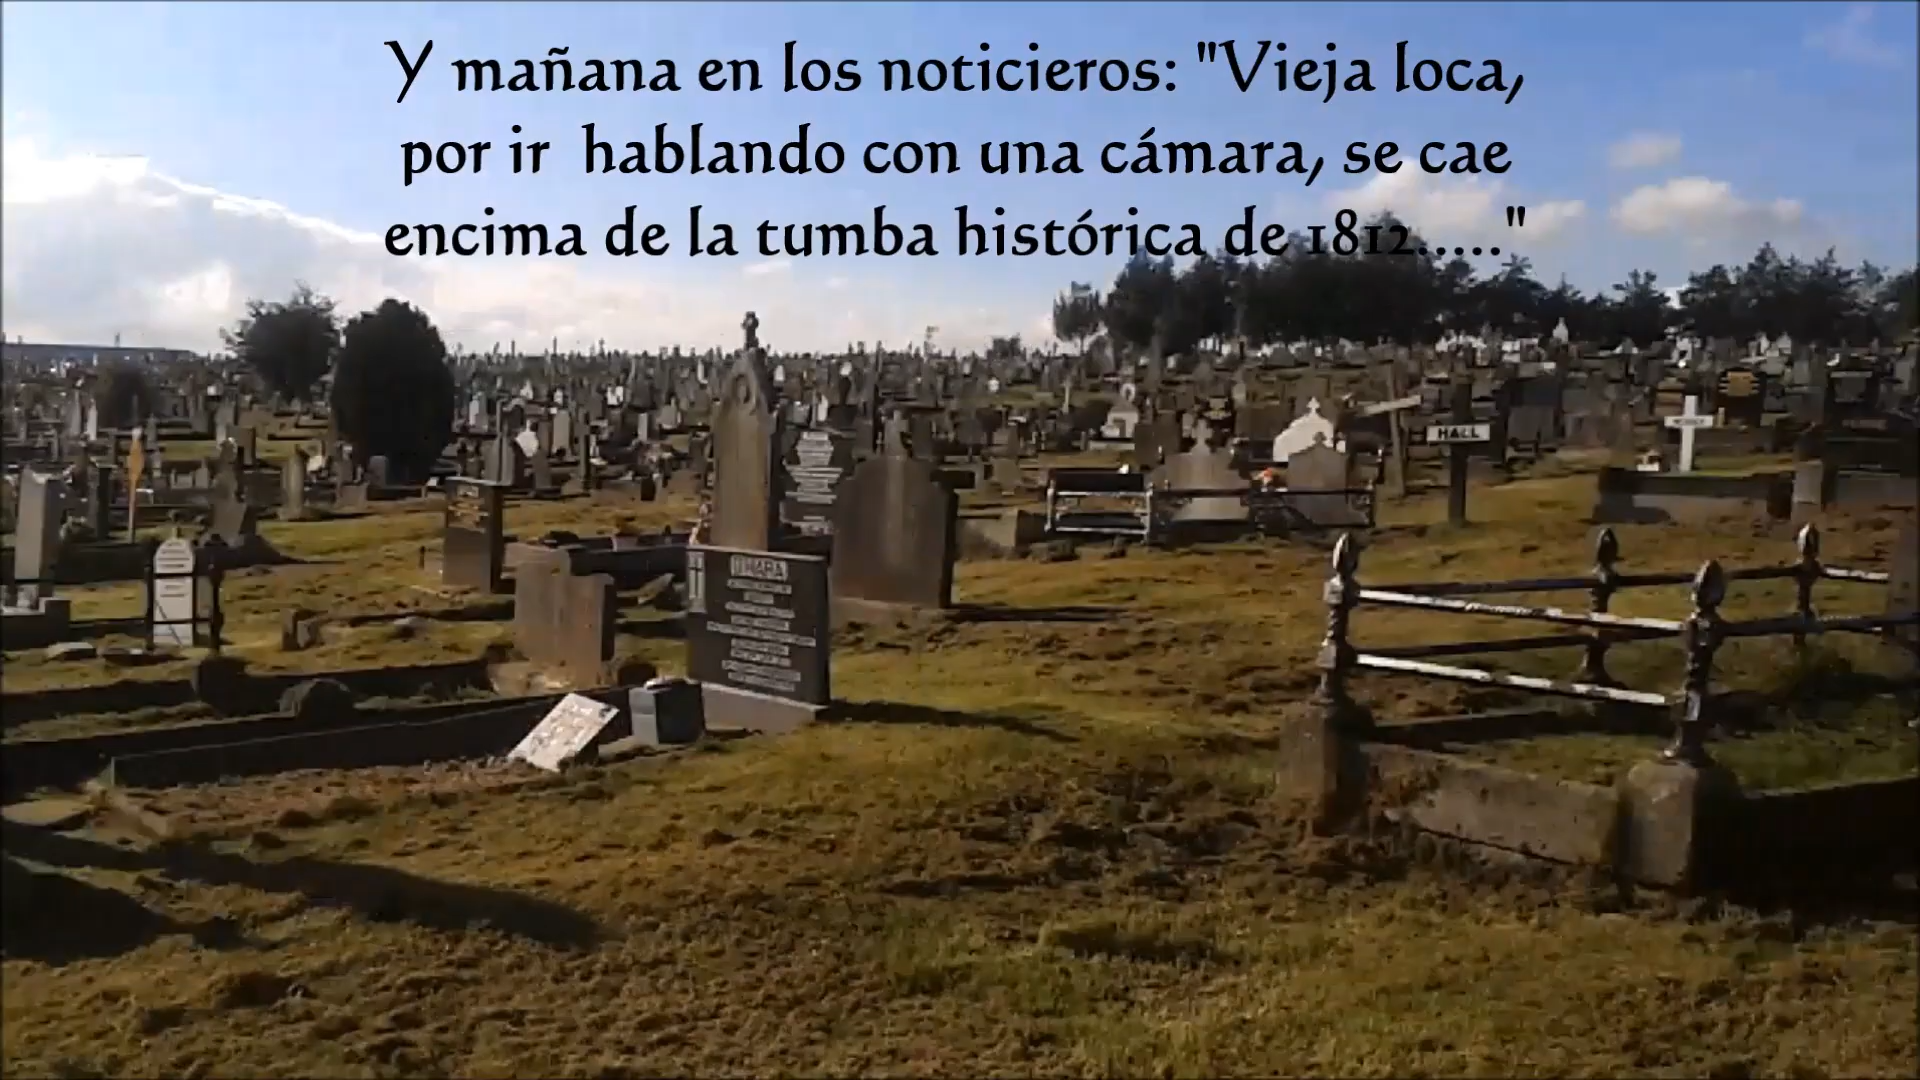 Y mañana en los noticieros: "Vieja loca,
por ir hablando con una cámara, se cae
encima de la tumba histórica de 1812....."
HALL
O'HARA